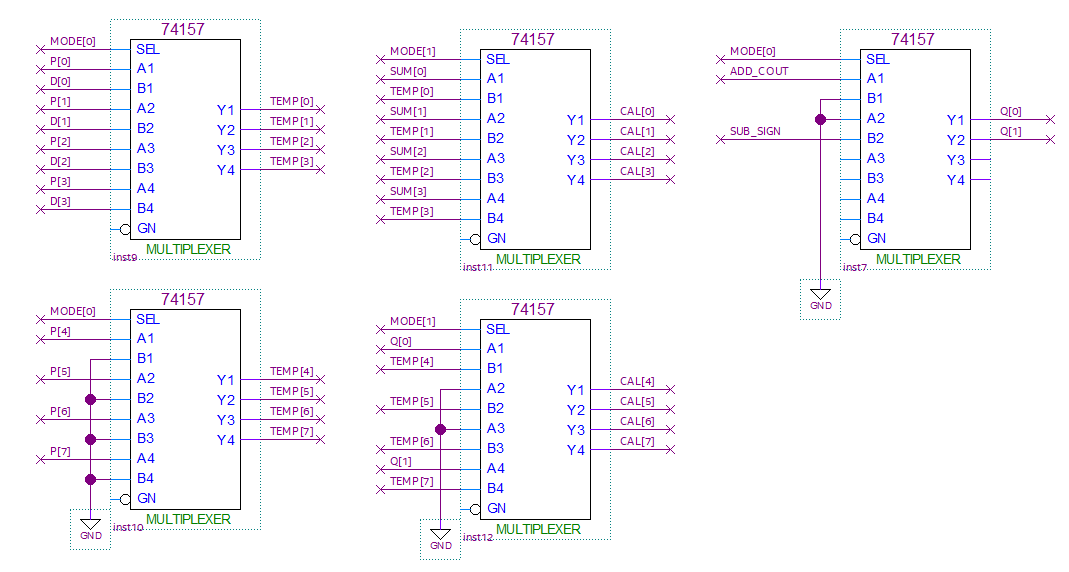 74157
MODE[0]
SEL
P[0]
A1
D[0]
B1
P[1]
A2
Y1
TEMP[0]
D[1]
B2
Y2
TEMP[1]
P[2]
A3
Y3
TEMP[2]
D[2]
B3
Y4
TEMP[3]
P[3]
A4
D[3]
B4
GN
MULTIPLEXER
inst9
74157
MODE[1]
SEL
SUM[0]
A1
TEMP[0]
B1
SUM[1]
A2
Y1
CAL[0]
TEMP[1]
B2
Y2
CAL[1]
SUM[2]
A3
Y3
CAL[2]
TEMP[2]
B3
Y4
CAL[3]
SUM[3]
A4
TEMP[3]
B4
GN
MULTIPLEXER
inst11
74157
MODE[0]
SEL
ADD_COUT
A1
B1
A2
Y1
Q[0]
SUB_SIGN
B2
Y2
Q[1]
A3
Y3
B3
Y4
A4
B4
GN
MULTIPLEXER
inst7
GND
74157
MODE[0]
SEL
P[4]
A1
B1
P[5]
A2
Y1
TEMP[4]
B2
Y2
TEMP[5]
P[6]
A3
Y3
TEMP[6]
B3
Y4
TEMP[7]
P[7]
A4
B4
GN
MULTIPLEXER
inst10
GND
74157
MODE[1]
SEL
Q[0]
A1
TEMP[4]
B1
A2
Y1
CAL[4]
TEMP[5]
B2
Y2
CAL[5]
A3
Y3
CAL[6]
TEMP[6]
B3
Y4
CAL[7]
Q[1]
A4
TEMP[7]
B4
GN
MULTIPLEXER
inst12
GND